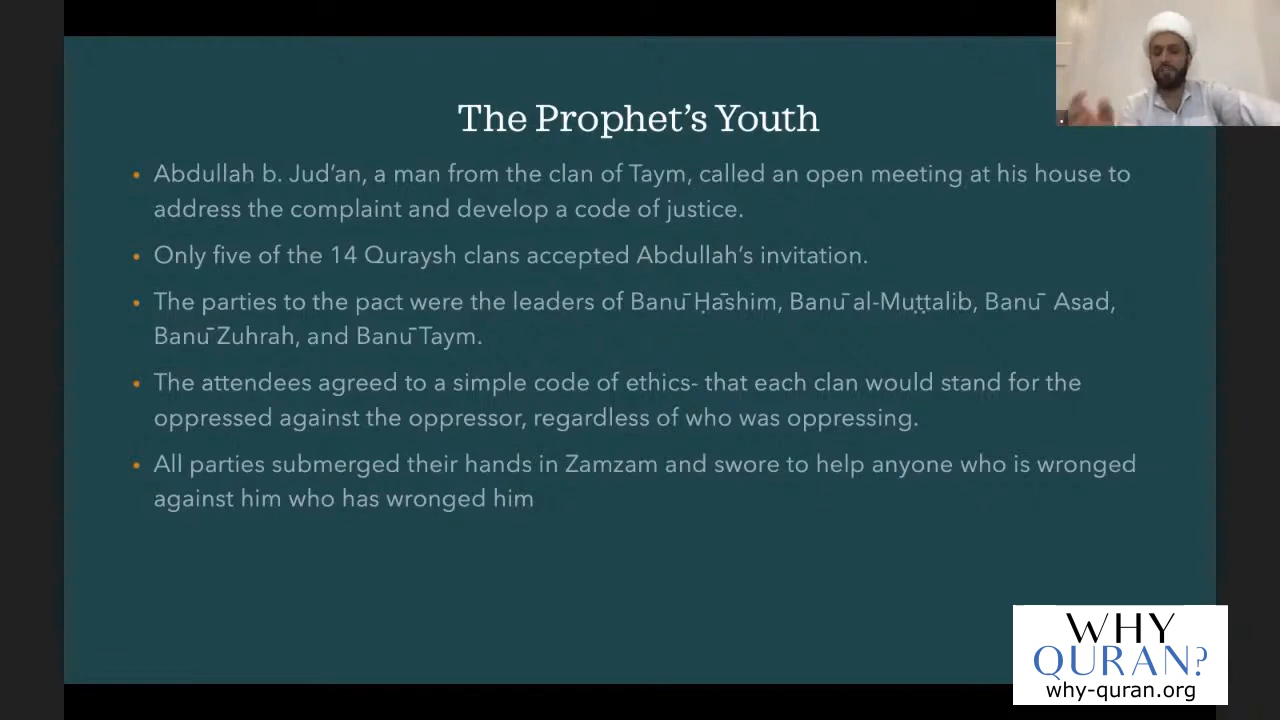 The Prophet’s Youth
• Abdullah b. Jud’an, a man from the clan of Taym, called an open meeting at his house to
address the complaint and develop a code of justice.
• Only five of the 14 Quraysh clans accepted Abdullah’s invitation.
• The parties to the pact were the leaders of Banū Ḥāshim, Banū al-Muṭṭalib, Banū Asad,
Banū Zuhrah, and Banū Taym.
• The attendees agreed to a simple code of ethics- that each clan would stand for the
oppressed against the oppressor, regardless of who was oppressing.
• All parties submerged their hands in Zamzam and swore to help anyone who is wronged
against him who has wronged him
WHY
QURAN?
why-quran.org